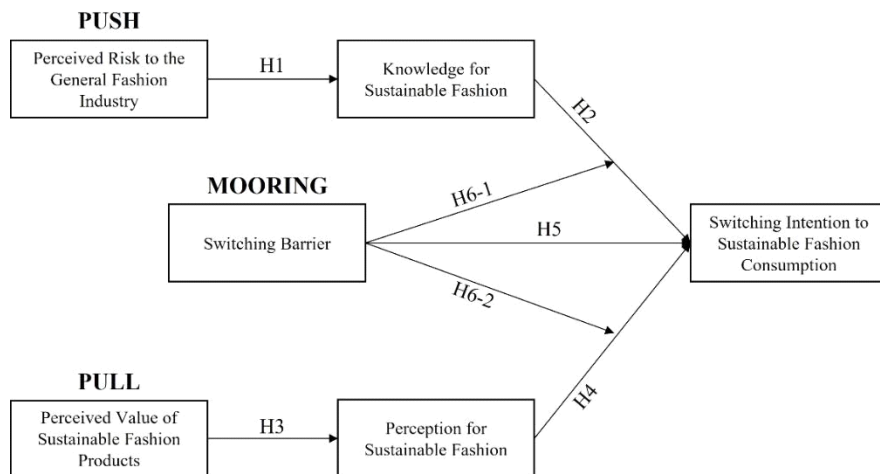 PUSH
Perceived Risk to the
General Fashion
Industry
H1
Knowledge for
Sustainable Fashion
H2
MOORING
Switching Barrier
H6-1
H5
H6-2
Switching Intention to
Sustainable Fashion
Consumption
PULL
Perceived Value of
Sustainable Fashion
Products
H3
Perception for
Sustainable Fashion
H4